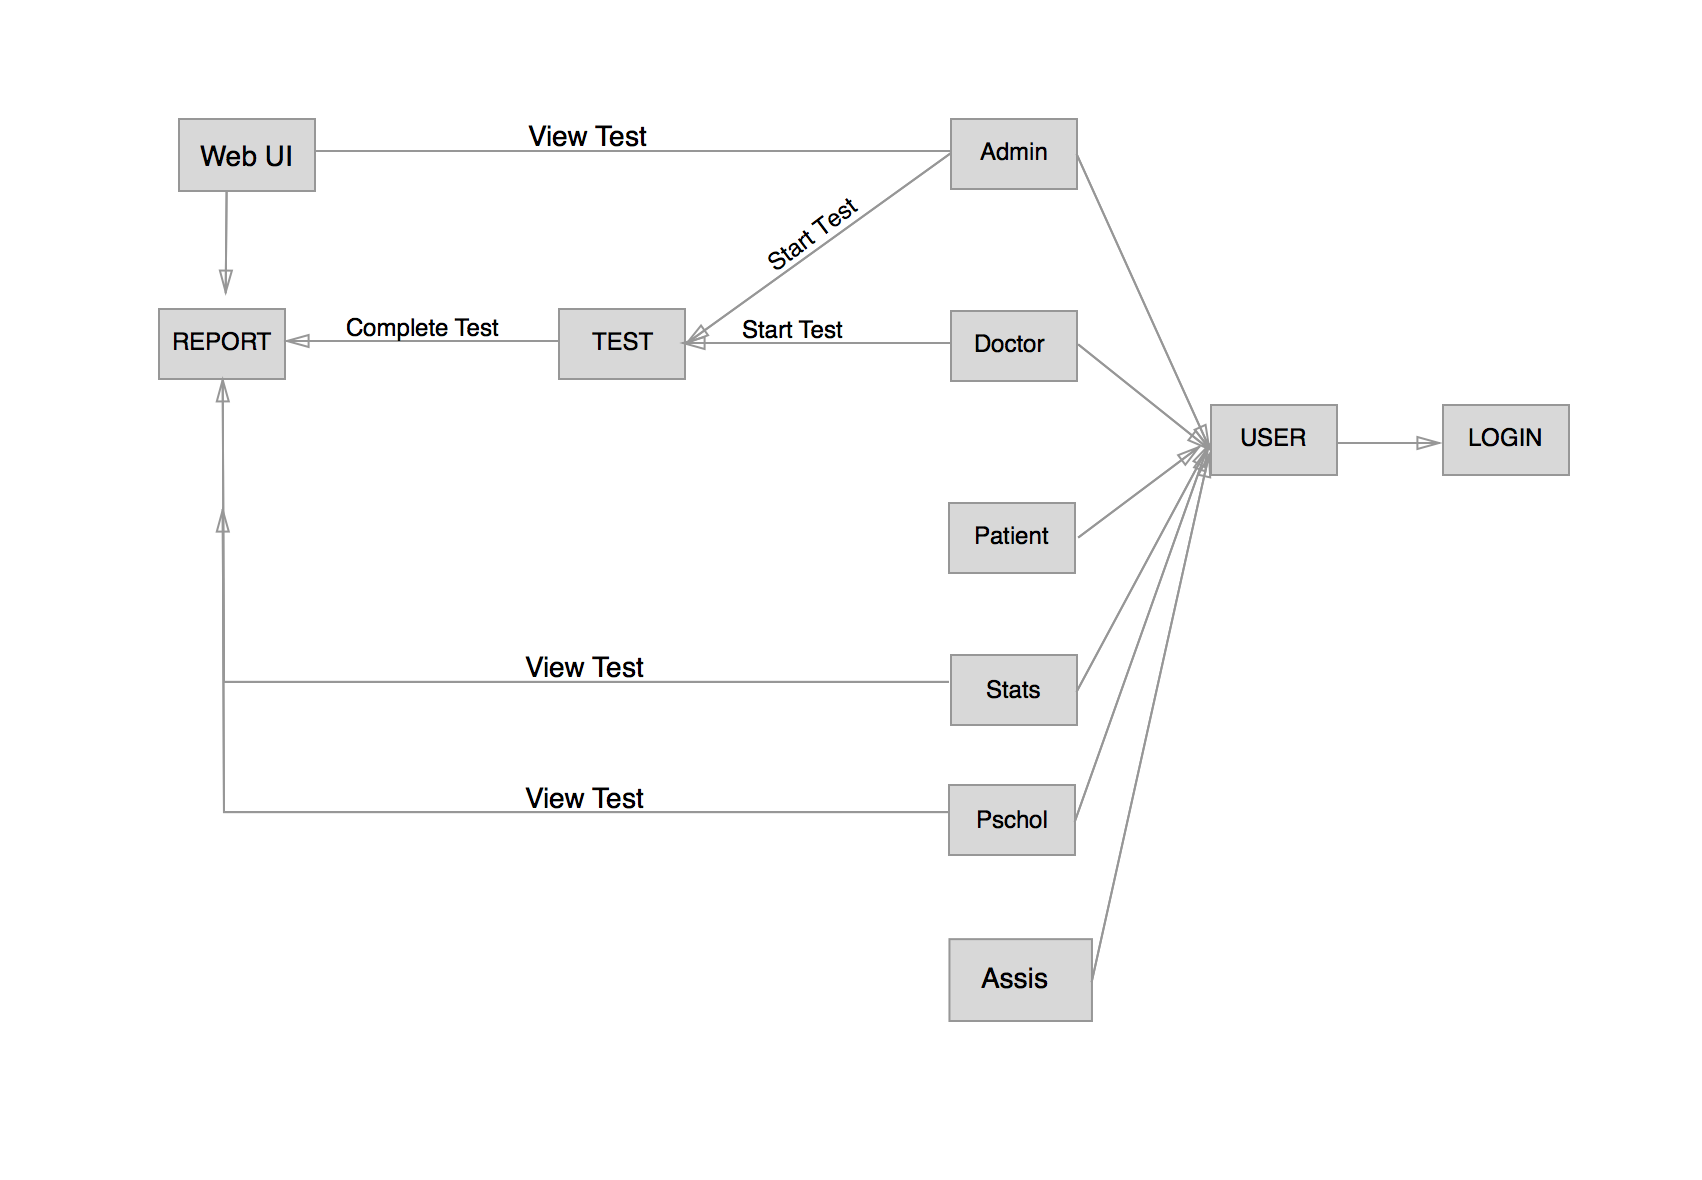 View Test
Web UI
Admin
Start Test
Complete Test
Start Test
REPORT
TEST
Doctor
USER
LOGIN
Patient
View Test
Stats
View Test
Pschol
Assis